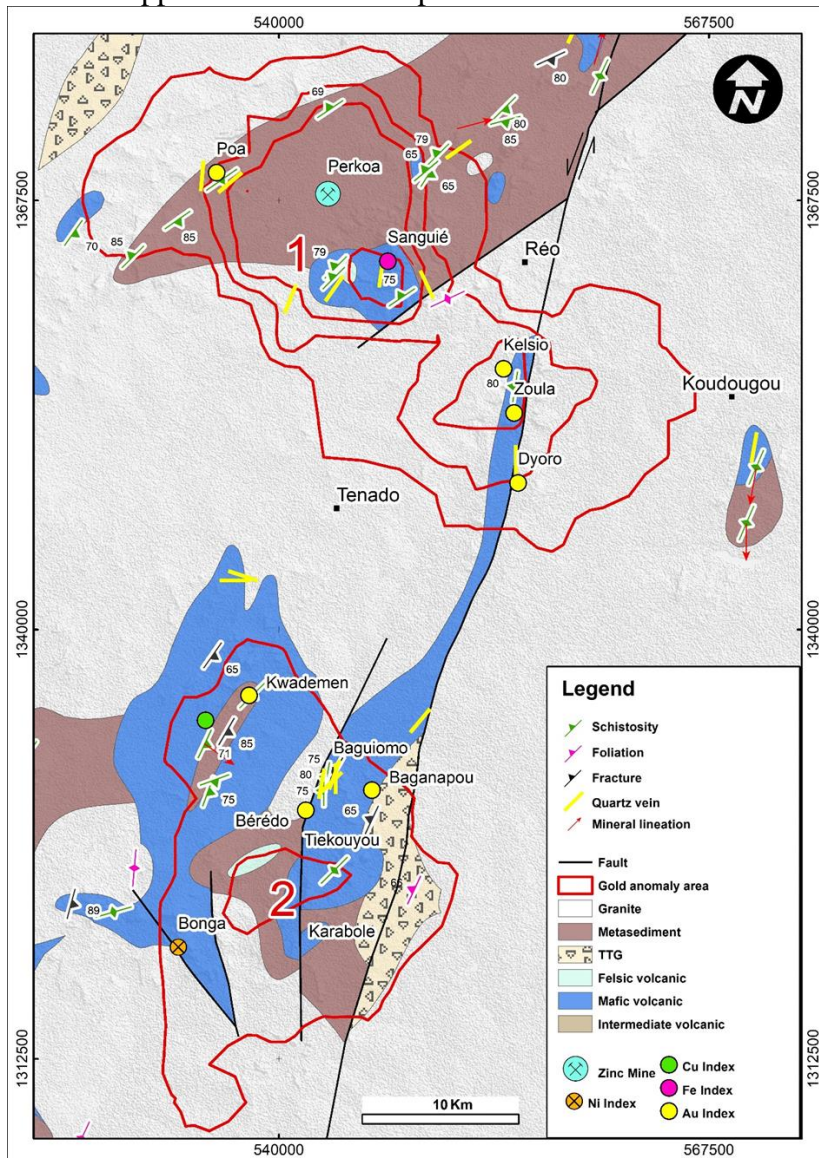 540000
567500
80
N
69
80
85
79
65
65
Poa
Perkoa
1367500
1367500
85
85
70
Sanguié
Réo
1
79
75
Kelsio
80
Zoula
Koudougou
Dyoro
Tenado
1340000
1340000
65
Kwademen
85
71
75
75
Baguiomo
80
75
Baganapou
65
Bérédo
Tiekouyou
2
66
89
Bonga
Karabole
1312500
1312500
10 Km
Legend
Schistosity
Foliation
Fracture
Quartz vein
Mineral lineation
Fault
Gold anomaly area
Granite
Metasediment
TTG
Felsic volcanic
Mafic volcanic
Intermediate volcanic
Zinc Mine
Ni Index
Cu Index
Fe Index
Au Index
540000
567500